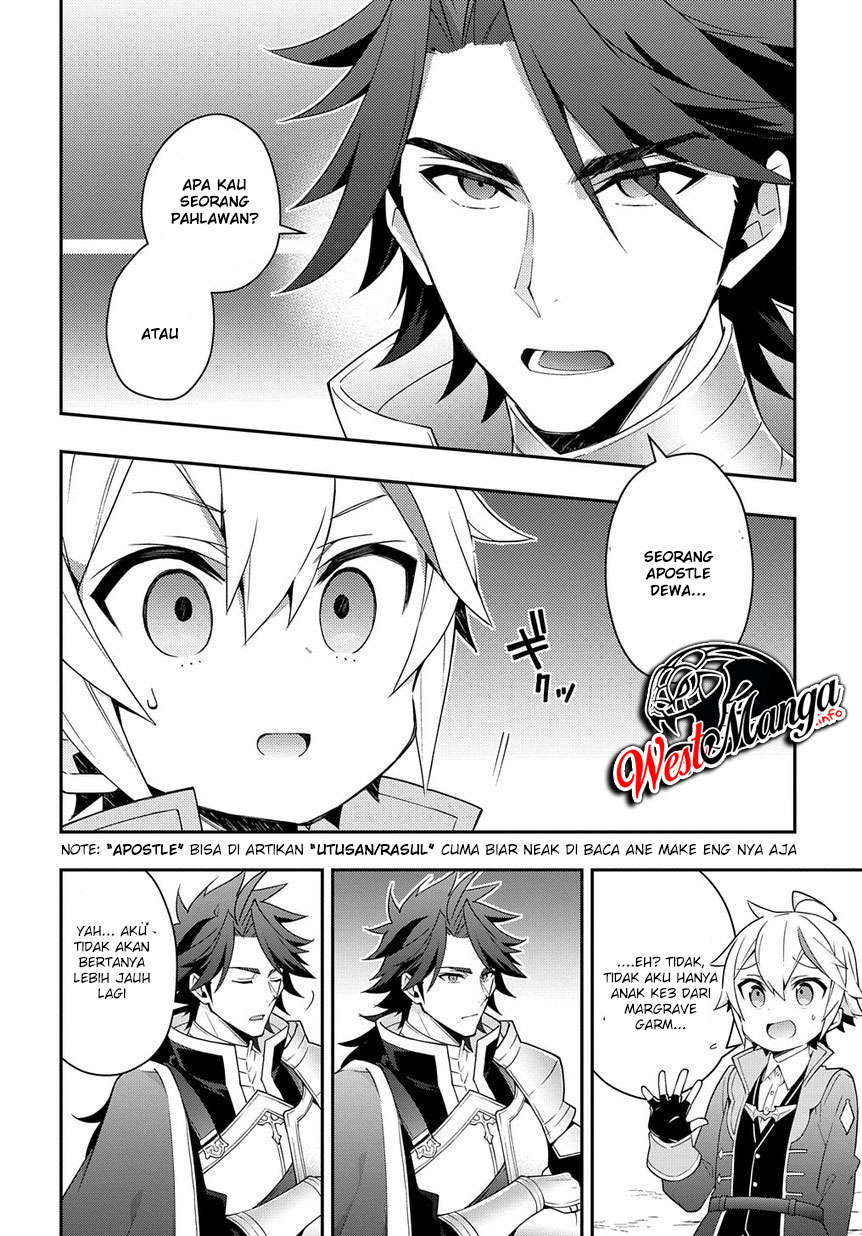 APA KAU
SEORANG
PAHLAWAN?
ATAU
SEORANG
APOSTLE
DEWA...
ギクッ
WestManga
.info
NOTE: "APOSTLE" BISA DI ARTIKAN "UTUSAN/RASUL" CUMA BIAR NEAK DI BACA ANE MAKE ENG NYA AJA
....EH? TIDAK,
TIDAK AKU HANYA
ANAK KE3 DARI
MARGRAVE
GARM...
YAH... AKU
TIDAK AKAN
BERTANYA
LEBIH JAUH
LAGI